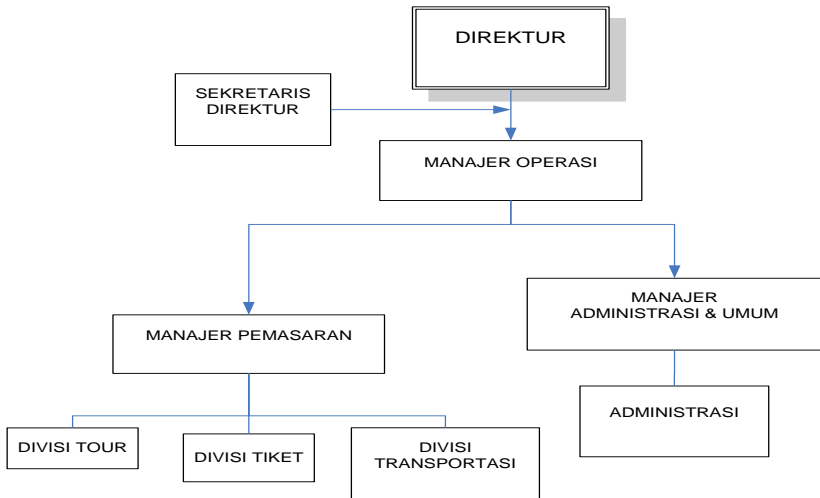 DIREKTUR
SEKRETARIS
DIREKTUR
MANAJER OPERASI
MANAJER
ADMINISTRASI & UMUM
MANAJER PEMASARAN
ADMINISTRASI
DIVISI TOUR
DIVISI TIKET
DIVISI
TRANSPORTASI